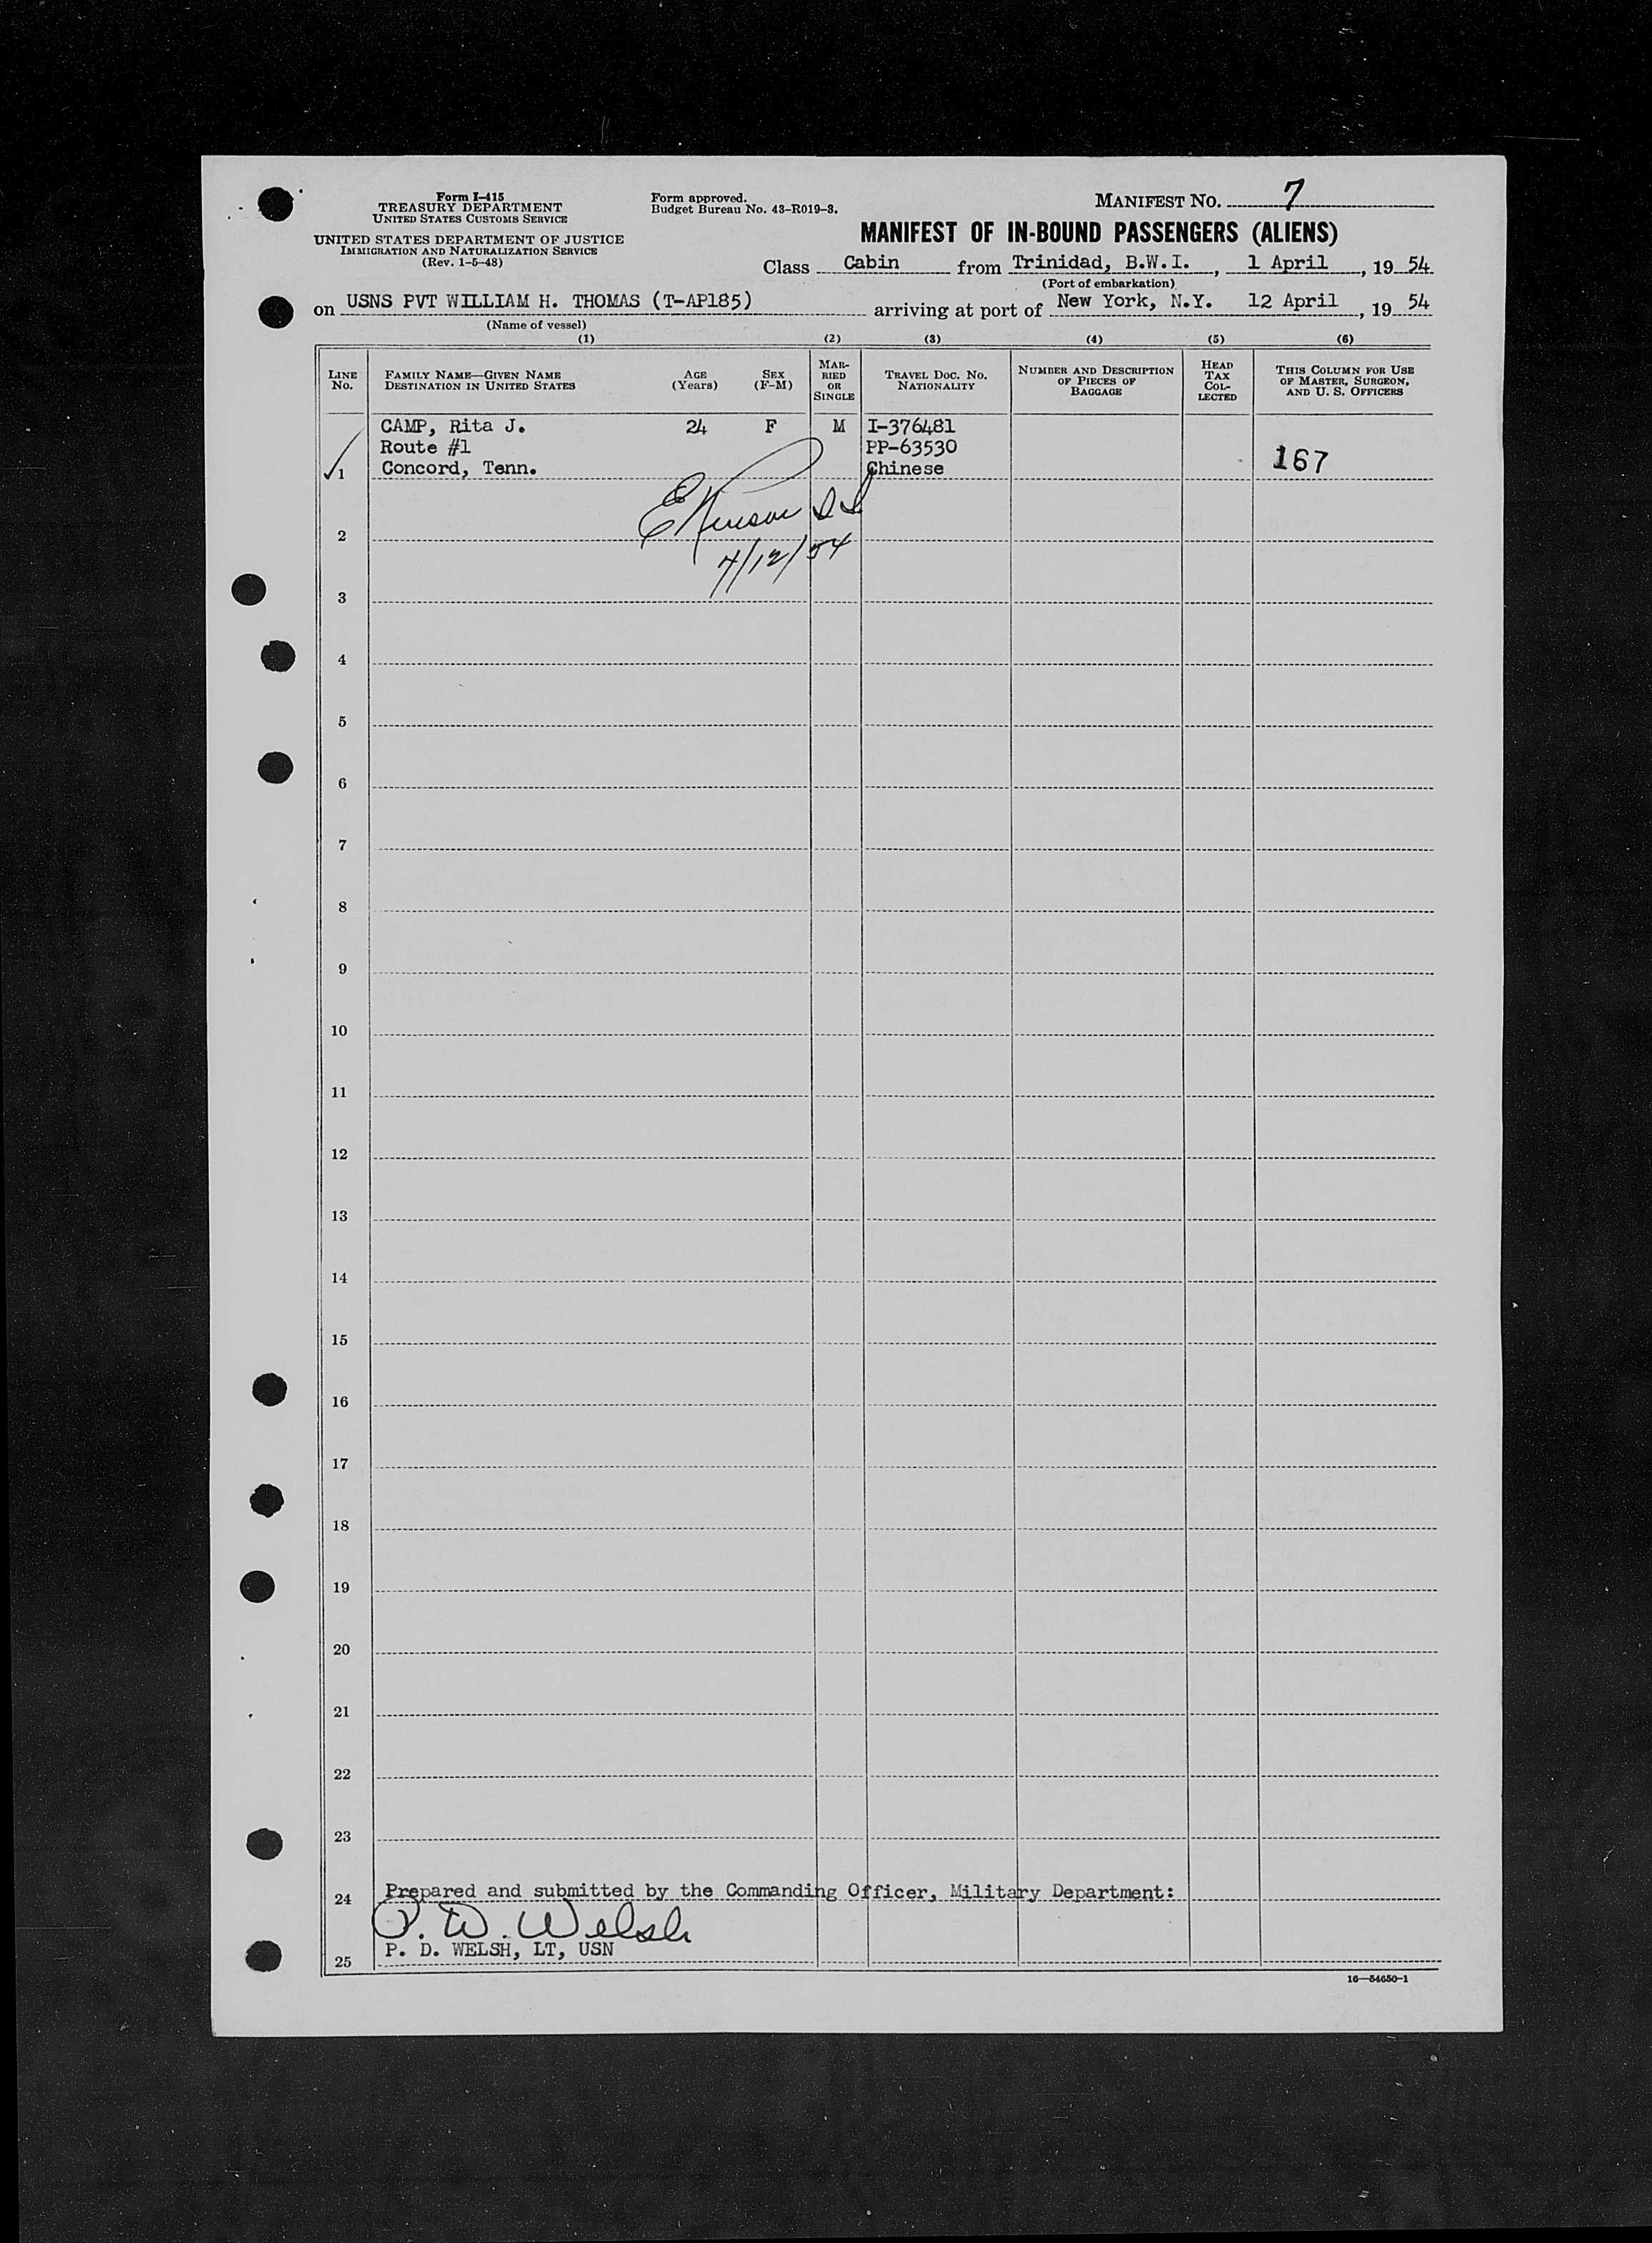 Form I-415
TREASURY DEPARTMENT
UNITED STATES CUSTOMS SERVICE
UNITED STATES DEPARTMENT OF JUSTICE
IMMIGRATION AND NATURALIZATION SERVICE
(Rev. 1-5-48)
Form approved.
Budget Bureau No. 43-R019-3.
MANIFEST No. 7
MANIFEST OF IN-BOUND PASSENGERS (ALIENS)
Class Cabin from Trinidad, B.W.I., 1 April, 19 54
(Port of embarkation)
on USNS PVT WILLIAM H. THOMAS (T-AP185) arriving at port of New York, N.Y. 12 April, 19 54
(Name of vessel)
(1) (2) (3) (4) (5) (6)
LINE No. FAMILY NAME—GIVEN NAME DESTINATION IN UNITED STATES AGE (Years) SEX (F-M) MARRIED OR SINGLE TRAVEL DOC. NO. NATIONALITY NUMBER AND DESCRIPTION OF PIECES OF BAGGAGE HEAD TAX COLLECTED THIS COLUMN FOR USE OF MASTER, SURGEON, AND U. S. OFFICERS
CAMP, Rita J. 24 F M I-376481
Route #1 PP-63530
1 Concord, Tenn. Chinese 167
2
4/12/54
3
4
5
6
7
8
9
10
11
12
13
14
15
16
17
18
19
20
21
22
23
24 Prepared and submitted by the Commanding Officer, Military Department:
P. D. Welsh
P. D. WELSH, LT, USN
25
16—54650-1